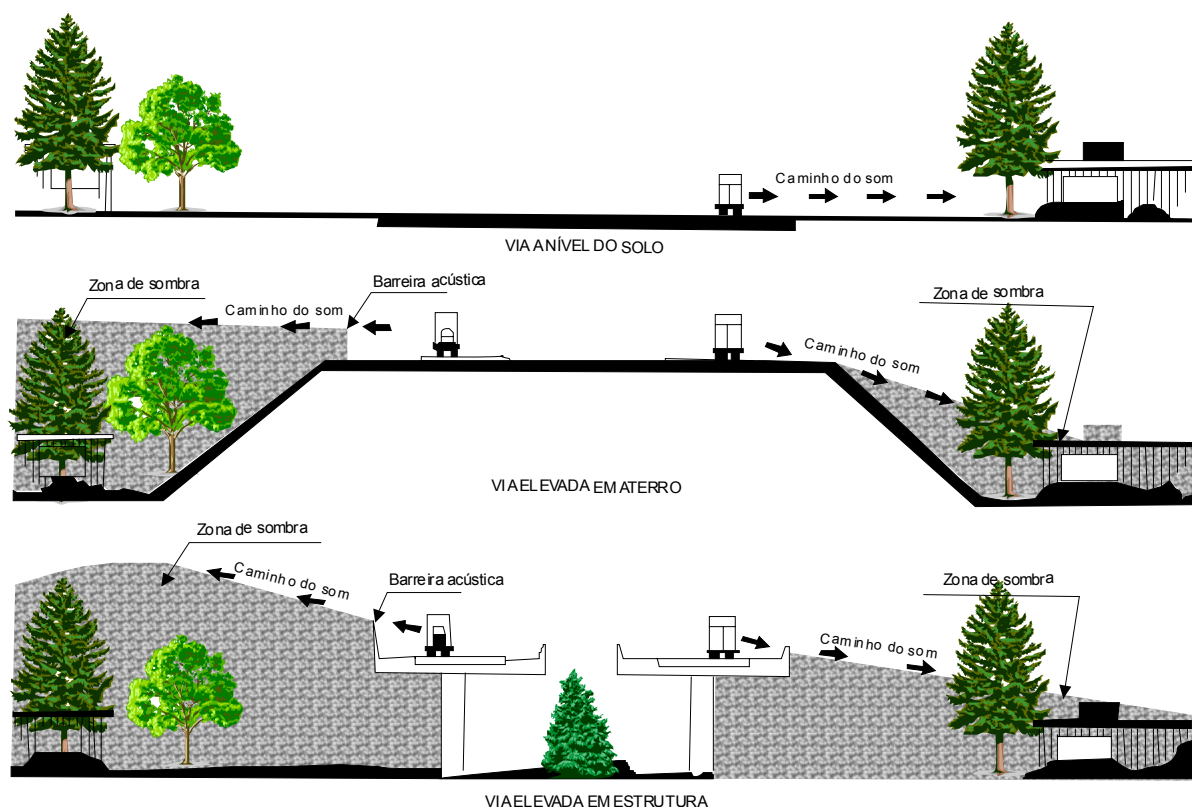 Caminho do som
VIA A NÍVEL DO SOLO
Zona de sombra
Barreira acústica
Caminho do som
Zona de sombra
Caminho do som
VIA ELEVADA EM ATERRO
Zona de sombra
Caminho do som
Barreira acústica
Zona de sombra
Caminho do som
VIA ELEVADA EM ESTRUTURA